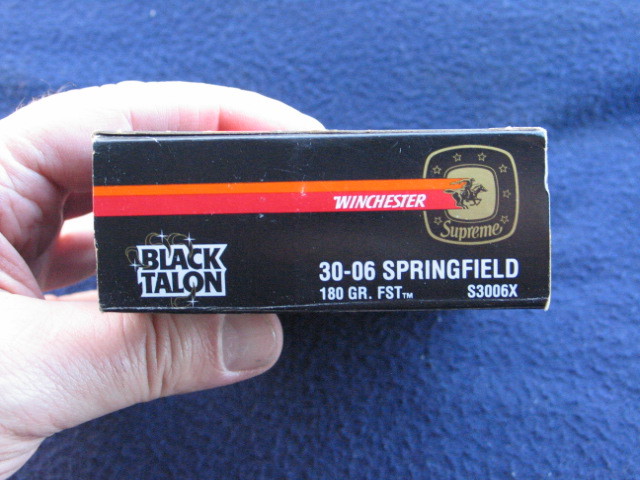 WINCHESTER
Supreme
BLACK
TALON
30-06 SPRINGFIELD
180 GR. FST™ S3006X